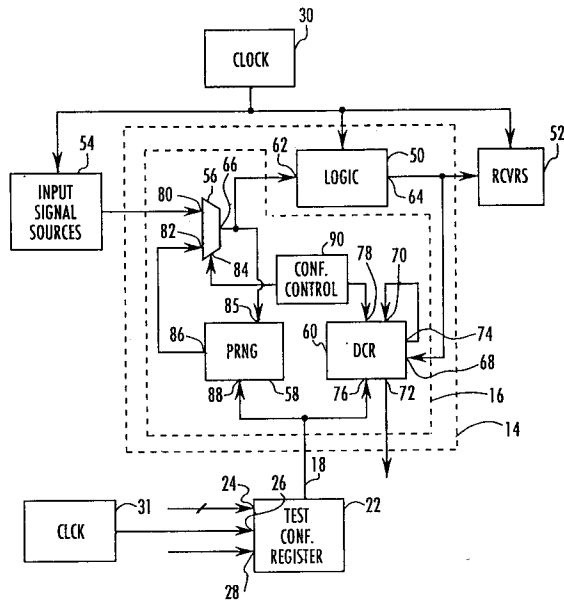 30
CLOCK
54
INPUT
SIGNAL
SOURCES
80
82
56
66
62
LOGIC
50
64
RCVRS
52
84
90
CONF.
CONTROL
78
70
85
86
PRNG
88
58
60
DCR
74
68
76
72
16
14
18
31
CLCK
24
26
28
TEST
CONF.
REGISTER
22